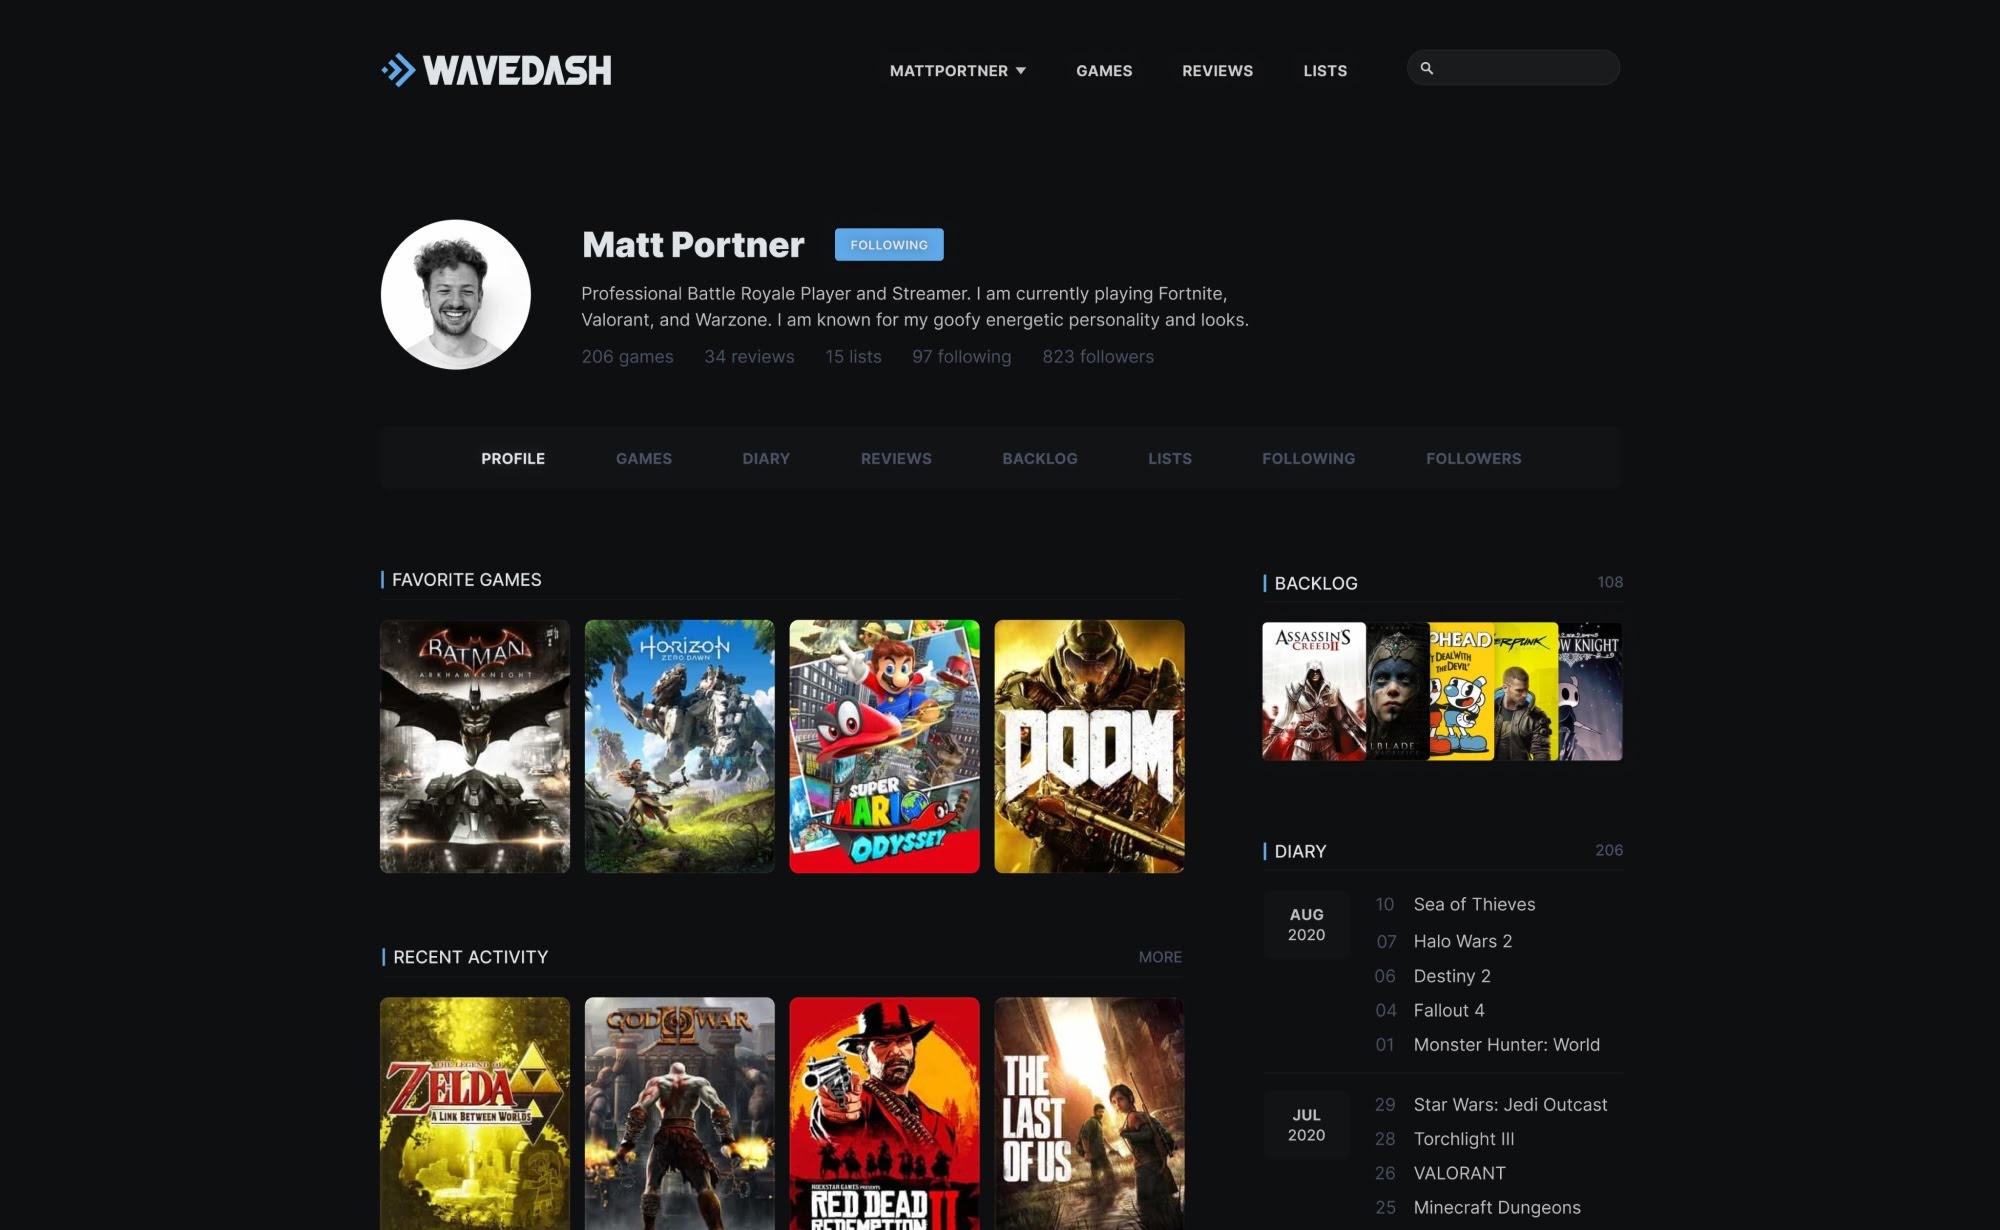 WAVEDASH
MATTPORTNER
GAMES
REVIEWS
LISTS
Matt Portner
FOLLOWING
Professional Battle Royale Player and Streamer. I am currently playing Fortnite,
Valorant, and Warzone. I am known for my goofy energetic personality and looks.
206 games
34 reviews
15 lists
97 following
823 followers
PROFILE
GAMES
DIARY
REVIEWS
BACKLOG
LISTS
FOLLOWING
FOLLOWERS
FAVORITE GAMES
BATMAN
ARKHAM KNIGHT
HORIZON
ZERO DAWN
SUPER
MARIO
ODYSSEY
DOOM
RECENT ACTIVITY
MORE
THE LEGEND OF
ZELDA
A LINK BETWEEN WORLDS
GOD OF WAR
II
ROCKSTAR GAMES PRESENTS
RED DEAD
REDEMPTION II
THE
LAST
OF US
BACKLOG
108
ASSASSIN'S
CREED II
LBLADE
PHEAD
T DEAL WITH
THE DEVIL
ERPUNK
OW KNIGHT
DIARY
206
AUG
2020
10 Sea of Thieves
07 Halo Wars 2
06 Destiny 2
04 Fallout 4
01 Monster Hunter: World
JUL
2020
29 Star Wars: Jedi Outcast
28 Torchlight III
26 VALORANT
25 Minecraft Dungeons